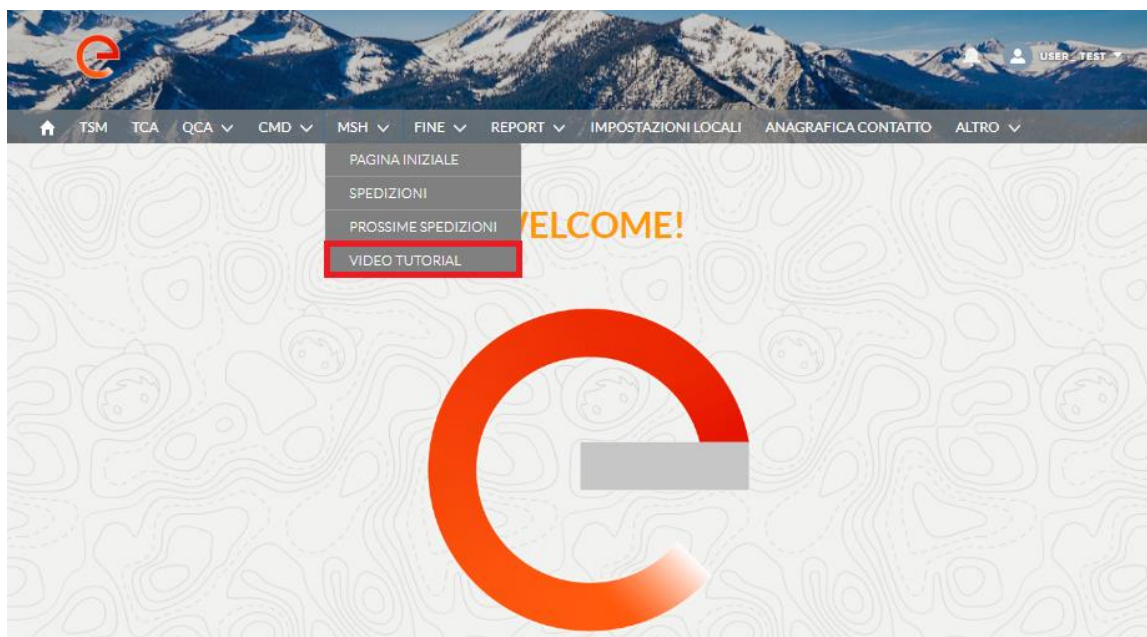 USER_TEST
TSM TCA QCA CMD MSH FINE REPORT IMPOSTAZIONI LOCALI ANAGRAFICA CONTATTO ALTRO
PAGINA INIZIALE
SPEDIZIONI
PROSSIME SPEDIZIONI
ELCOME!
VIDEO TUTORIAL